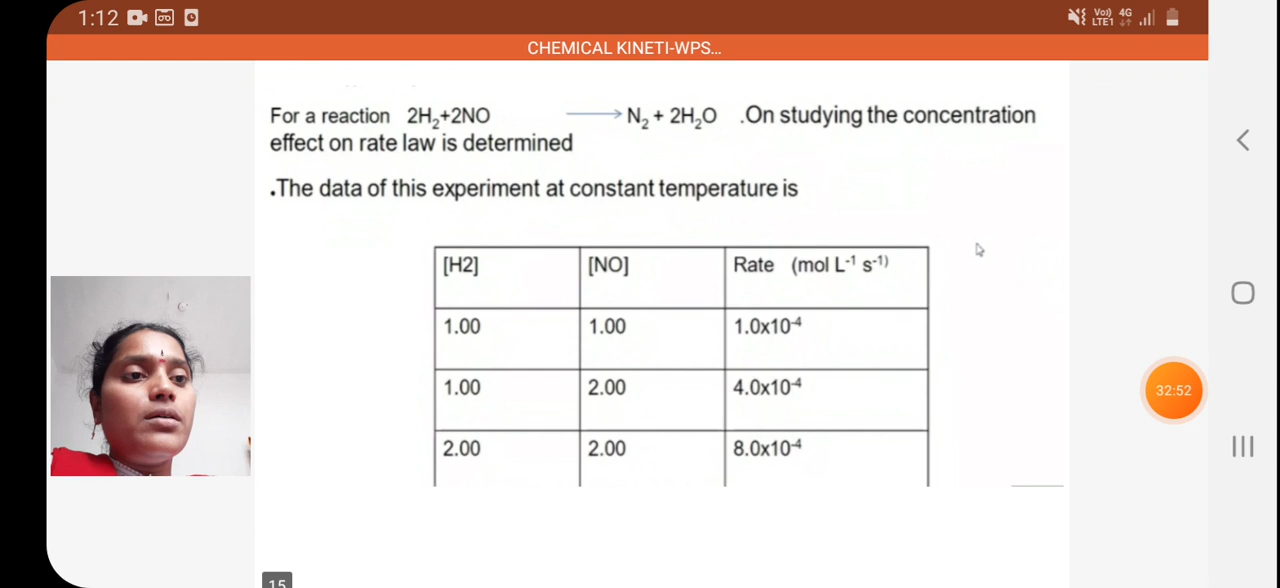 1:12
Vo)) 4G
LTE1
CHEMICAL KINETI-WPS...
For a reaction 2H₂+2NO ⟶ N₂ + 2H₂O .On studying the concentration
effect on rate law is determined
.The data of this experiment at constant temperature is
[H2] [NO] Rate (mol L⁻¹ s⁻¹)
1.00 1.00 1.0x10⁻⁴
1.00 2.00 4.0x10⁻⁴
2.00 2.00 8.0x10⁻⁴
32:52
15